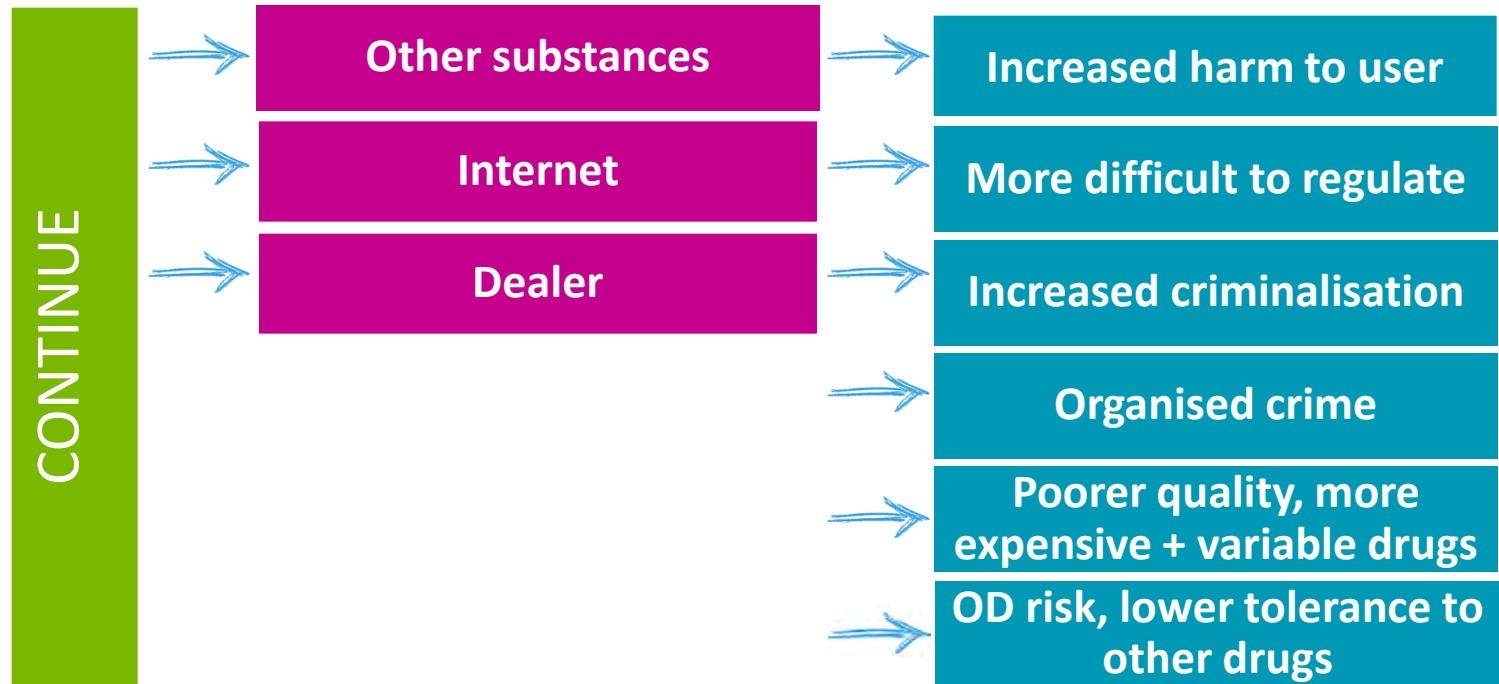 CONTINUE
Other substances
Internet
Dealer
Increased harm to user
More difficult to regulate
Increased criminalisation
Organised crime
Poorer quality, more
expensive + variable drugs
OD risk, lower tolerance to
other drugs